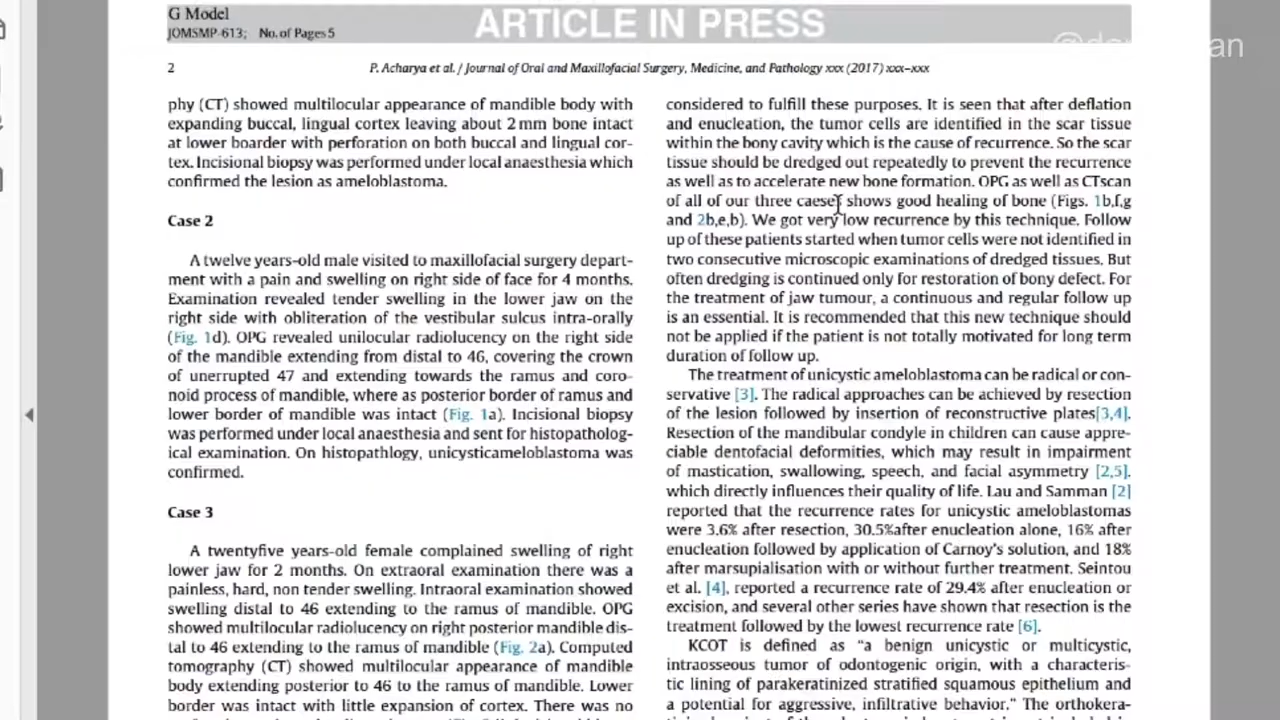 G Model
JOMSMP-613; No. of Pages 5
ARTICLE IN PRESS
2
P. Acharya et al. / Journal of Oral and Maxillofacial Surgery, Medicine, and Pathology xxx (2017) xxx–xxx
phy (CT) showed multilocular appearance of mandible body with
expanding buccal, lingual cortex leaving about 2 mm bone intact
at lower boarder with perforation on both buccal and lingual cor-
tex. Incisional biopsy was performed under local anaesthesia which
confirmed the lesion as ameloblastoma.
Case 2
A twelve years-old male visited to maxillofacial surgery depart-
ment with a pain and swelling on right side of face for 4 months.
Examination revealed tender swelling in the lower jaw on the
right side with obliteration of the vestibular sulcus intra-orally
(Fig. 1d). OPG revealed unilocular radiolucency on the right side
of the mandible extending from distal to 46, covering the crown
of unerrupted 47 and extending towards the ramus and coro-
noid process of mandible, where as posterior border of ramus and
lower border of mandible was intact (Fig. 1a). Incisional biopsy
was performed under local anaesthesia and sent for histopatholog-
ical examination. On histopathlogy, unicysticameloblastoma was
confirmed.
Case 3
A twentyfive years-old female complained swelling of right
lower jaw for 2 months. On extraoral examination there was a
painless, hard, non tender swelling. Intraoral examination showed
swelling distal to 46 extending to the ramus of mandible. OPG
showed multilocular radiolucency on right posterior mandible dis-
tal to 46 extending to the ramus of mandible (Fig. 2a). Computed
tomography (CT) showed multilocular appearance of mandible
body extending posterior to 46 to the ramus of mandible. Lower
border was intact with little expansion of cortex. There was no
considered to fulfill these purposes. It is seen that after deflation
and enucleation, the tumor cells are identified in the scar tissue
within the bony cavity which is the cause of recurrence. So the scar
tissue should be dredged out repeatedly to prevent the recurrence
as well as to accelerate new bone formation. OPG as well as CTscan
of all of our three caeses shows good healing of bone (Figs. 1b,f,g
and 2b,e,b). We got very low recurrence by this technique. Follow
up of these patients started when tumor cells were not identified in
two consecutive microscopic examinations of dredged tissues. But
often dredging is continued only for restoration of bony defect. For
the treatment of jaw tumour, a continuous and regular follow up
is an essential. It is recommended that this new technique should
not be applied if the patient is not totally motivated for long term
duration of follow up.
The treatment of unicystic ameloblastoma can be radical or con-
servative [3]. The radical approaches can be achieved by resection
of the lesion followed by insertion of reconstructive plates[3,4].
Resection of the mandibular condyle in children can cause appre-
ciable dentofacial deformities, which may result in impairment
of mastication, swallowing, speech, and facial asymmetry [2,5].
which directly influences their quality of life. Lau and Samman [2]
reported that the recurrence rates for unicystic ameloblastomas
were 3.6% after resection, 30.5%after enucleation alone, 16% after
enucleation followed by application of Carnoy's solution, and 18%
after marsupialisation with or without further treatment. Seintou
et al. [4], reported a recurrence rate of 29.4% after enucleation or
excision, and several other series have shown that resection is the
treatment followed by the lowest recurrence rate [6].
KCOT is defined as "a benign unicystic or multicystic,
intraosseous tumor of odontogenic origin, with a characteris-
tic lining of parakeratinized stratified squamous epithelium and
a potential for aggressive, infiltrative behavior." The orthokera-